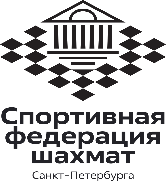 Спортивная
федерация
шахмат
Санкт-Петербурга